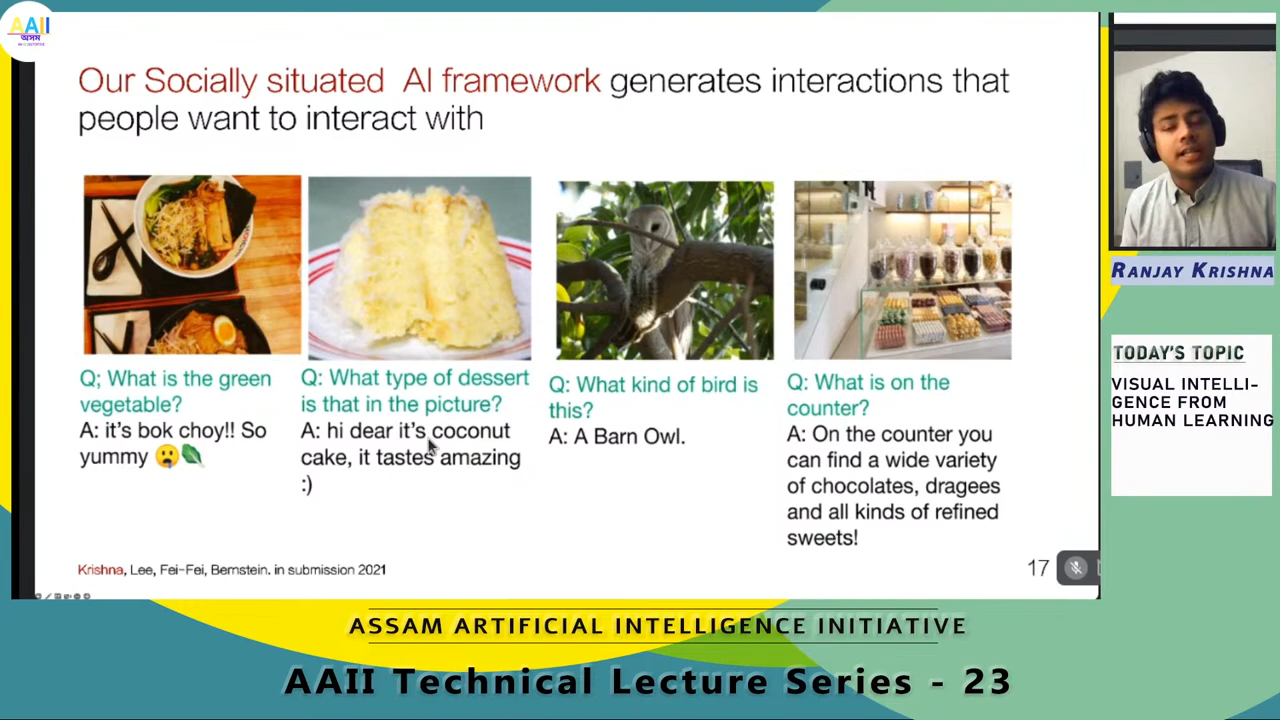 AAII
অসম
Our Socially situated AI framework generates interactions that
people want to interact with
Q; What is the green
vegetable?
A: it's bok choy!! So
yummy 😮🌿
Q: What type of dessert
is that in the picture?
A: hi dear it's coconut
cake, it tastes amazing
:)
Q: What kind of bird is
this?
A: A Barn Owl.
Q: What is on the
counter?
A: On the counter you
can find a wide variety
of chocolates, dragees
and all kinds of refined
sweets!
Krishna, Lee, Fei-Fei, Bernstein. in submission 2021
17
RANJAY KRISHNA
TODAY'S TOPIC
VISUAL INTELLI-
GENCE FROM
HUMAN LEARNING
ASSAM ARTIFICIAL INTELLIGENCE INITIATIVE
AAII Technical Lecture Series - 23